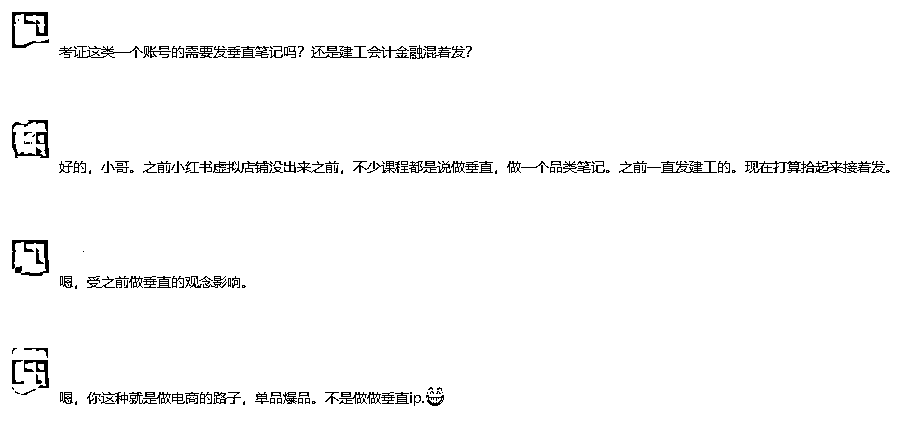 考证这类一个账号的需要发垂直笔记吗？还是建工会计金融混着发？
好的，小哥。之前小红书虚拟店铺没出来之前，不少课程都是说做垂直，做一个品类笔记。之前一直发建工的。现在打算拾起来接着发。
嗯，受之前做垂直的观念影响。
嗯，你这种就是做电商的路子，单品爆品。不是做做垂直ip.😁